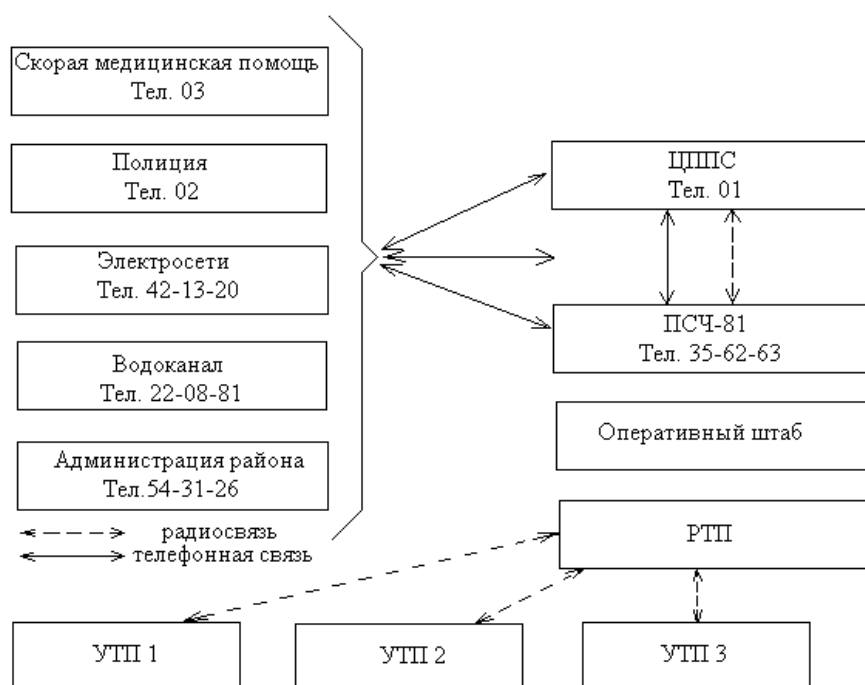 Скорая медицинская помощь
Тел. 03
Полиция
Тел. 02
Электросети
Тел. 42-13-20
Водоканал
Тел. 22-08-81
Администрация района
Тел.54-31-26
радиосвязь
телефонная связь
ЦППС
Тел. 01
ПСЧ-81
Тел. 35-62-63
Оперативный штаб
РТП
УТП 1
УТП 2
УТП 3